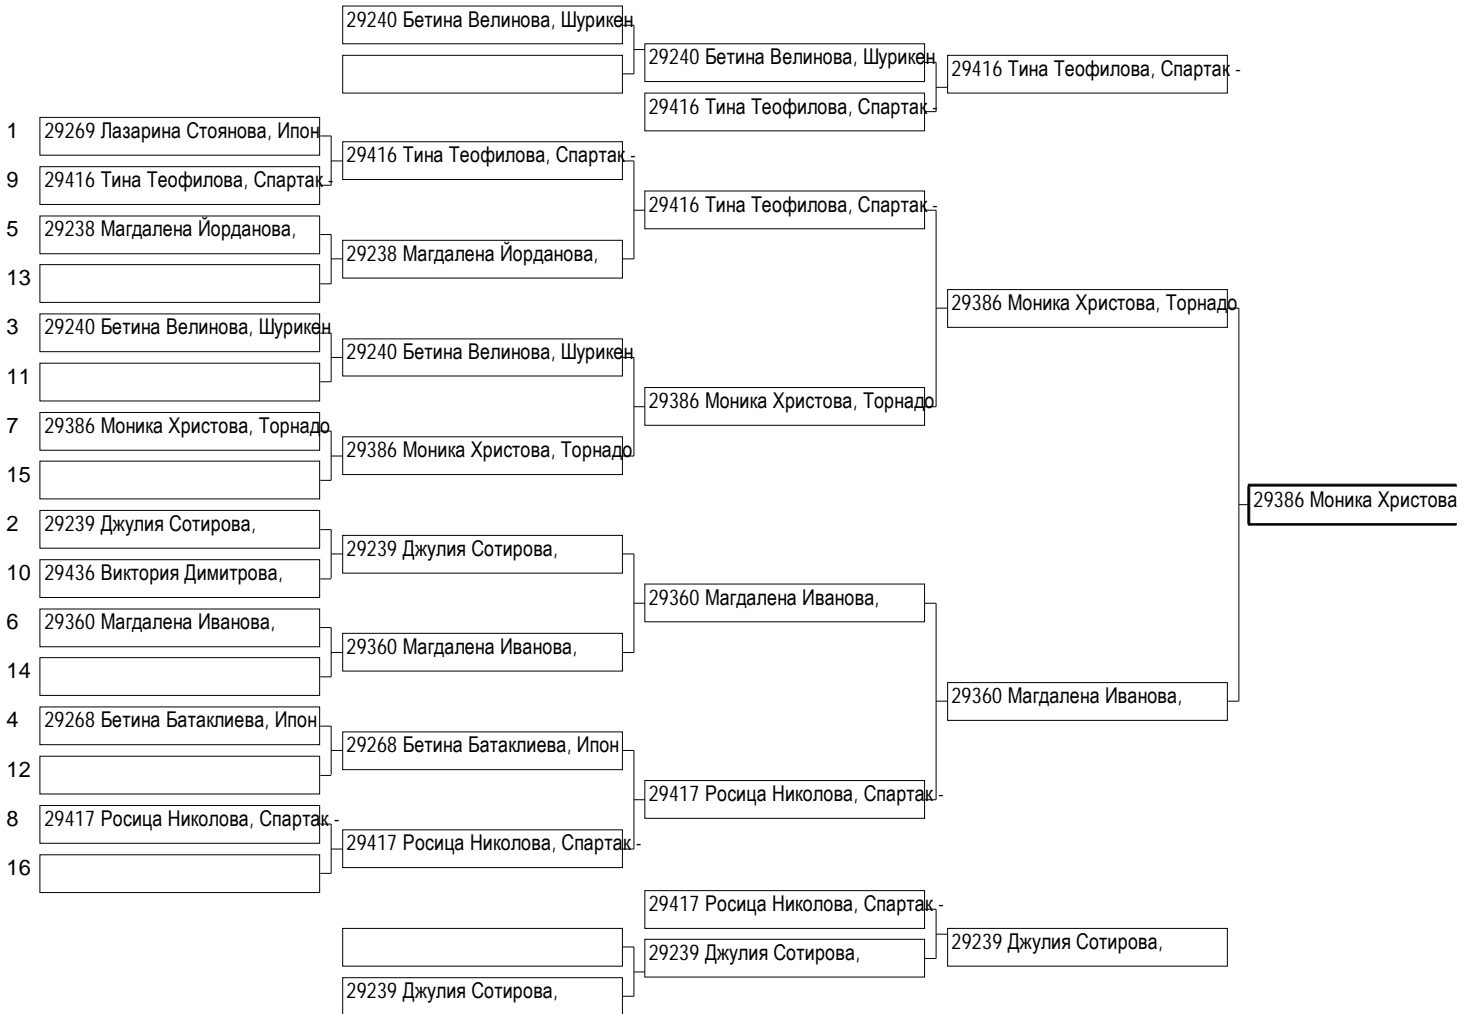 29240 Бетина Велинова, Шурикен
29240 Бетина Велинова, Шурикен
29416 Тина Теофилова, Спартак -
29416 Тина Теофилова, Спартак -
1 29269 Лазарина Стоянова, Ипон
29416 Тина Теофилова, Спартак -
9 29416 Тина Теофилова, Спартак -
29416 Тина Теофилова, Спартак -
5 29238 Магдалена Йорданова,
29238 Магдалена Йорданова,
13
29386 Моника Христова, Торнадо
3 29240 Бетина Велинова, Шурикен
29240 Бетина Велинова, Шурикен
11
29386 Моника Христова, Торнадо
7 29386 Моника Христова, Торнадо
29386 Моника Христова, Торнадо
15
29386 Моника Христова
2 29239 Джулия Сотирова,
29239 Джулия Сотирова,
10 29436 Виктория Димитрова,
29360 Магдалена Иванова,
6 29360 Магдалена Иванова,
29360 Магдалена Иванова,
14
29360 Магдалена Иванова,
4 29268 Бетина Батаклиева, Ипон
29268 Бетина Батаклиева, Ипон
12
29417 Росица Николова, Спартак -
8 29417 Росица Николова, Спартак -
29417 Росица Николова, Спартак -
16
29417 Росица Николова, Спартак -
29239 Джулия Сотирова,
29239 Джулия Сотирова,
29239 Джулия Сотирова,